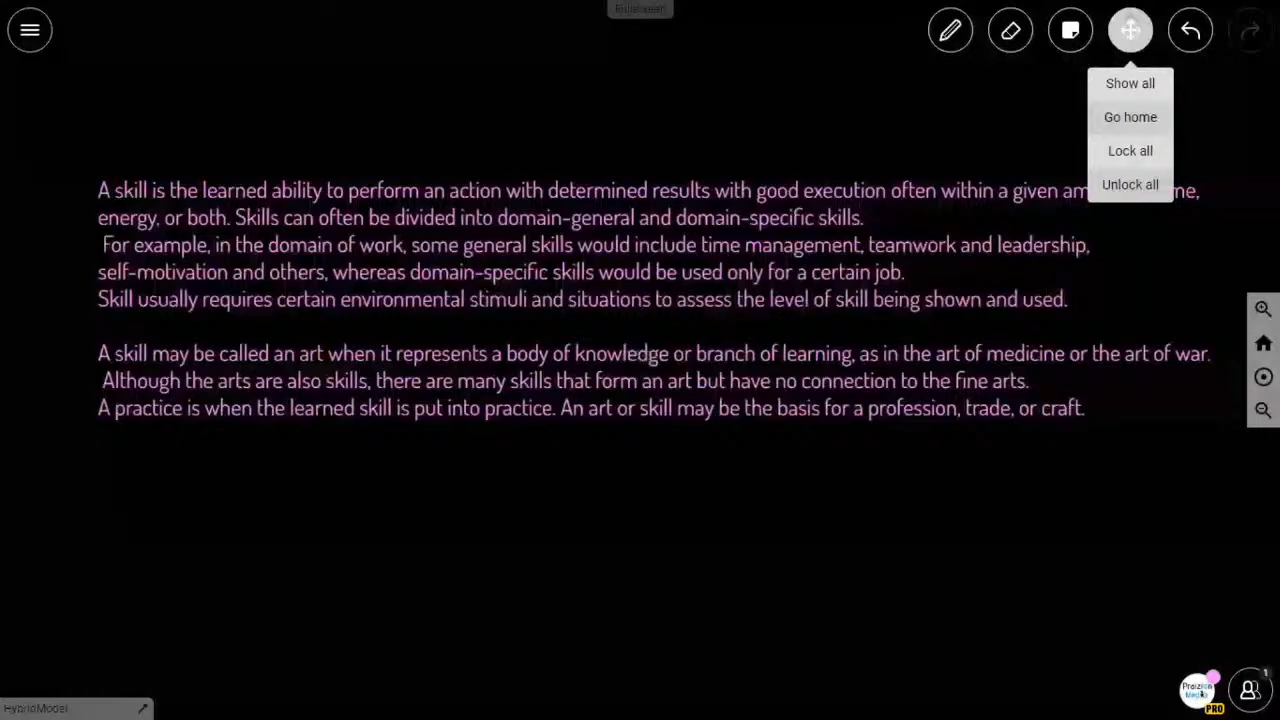 Fullscreen
Show all
Go home
Lock all
Unlock all
A skill is the learned ability to perform an action with determined results with good execution often within a given am me,
energy, or both. Skills can often be divided into domain-general and domain-specific skills.
For example, in the domain of work, some general skills would include time management, teamwork and leadership,
self-motivation and others, whereas domain-specific skills would be used only for a certain job.
Skill usually requires certain environmental stimuli and situations to assess the level of skill being shown and used.
A skill may be called an art when it represents a body of knowledge or branch of learning, as in the art of medicine or the art of war.
Although the arts are also skills, there are many skills that form an art but have no connection to the fine arts.
A practice is when the learned skill is put into practice. An art or skill may be the basis for a profession, trade, or craft.
HybridModel
Praizion
Media
PRO
1